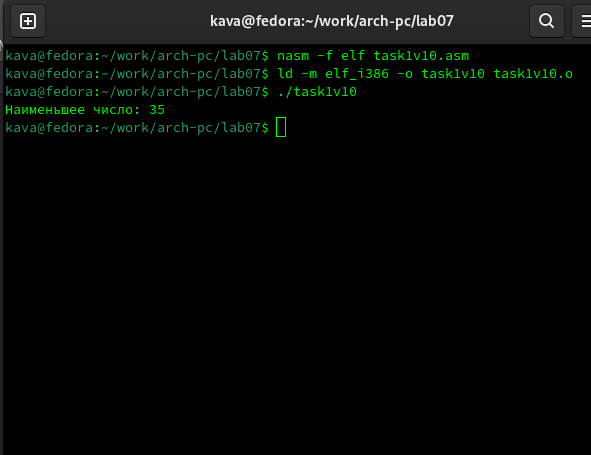 kava@fedora:~/work/arch-pc/lab07
kava@fedora:~/work/arch-pc/lab07$ nasm -f elf task1v10.asm
kava@fedora:~/work/arch-pc/lab07$ ld -m elf_i386 -o task1v10 task1v10.o
kava@fedora:~/work/arch-pc/lab07$ ./task1v10
Наименьшее число: 35
kava@fedora:~/work/arch-pc/lab07$